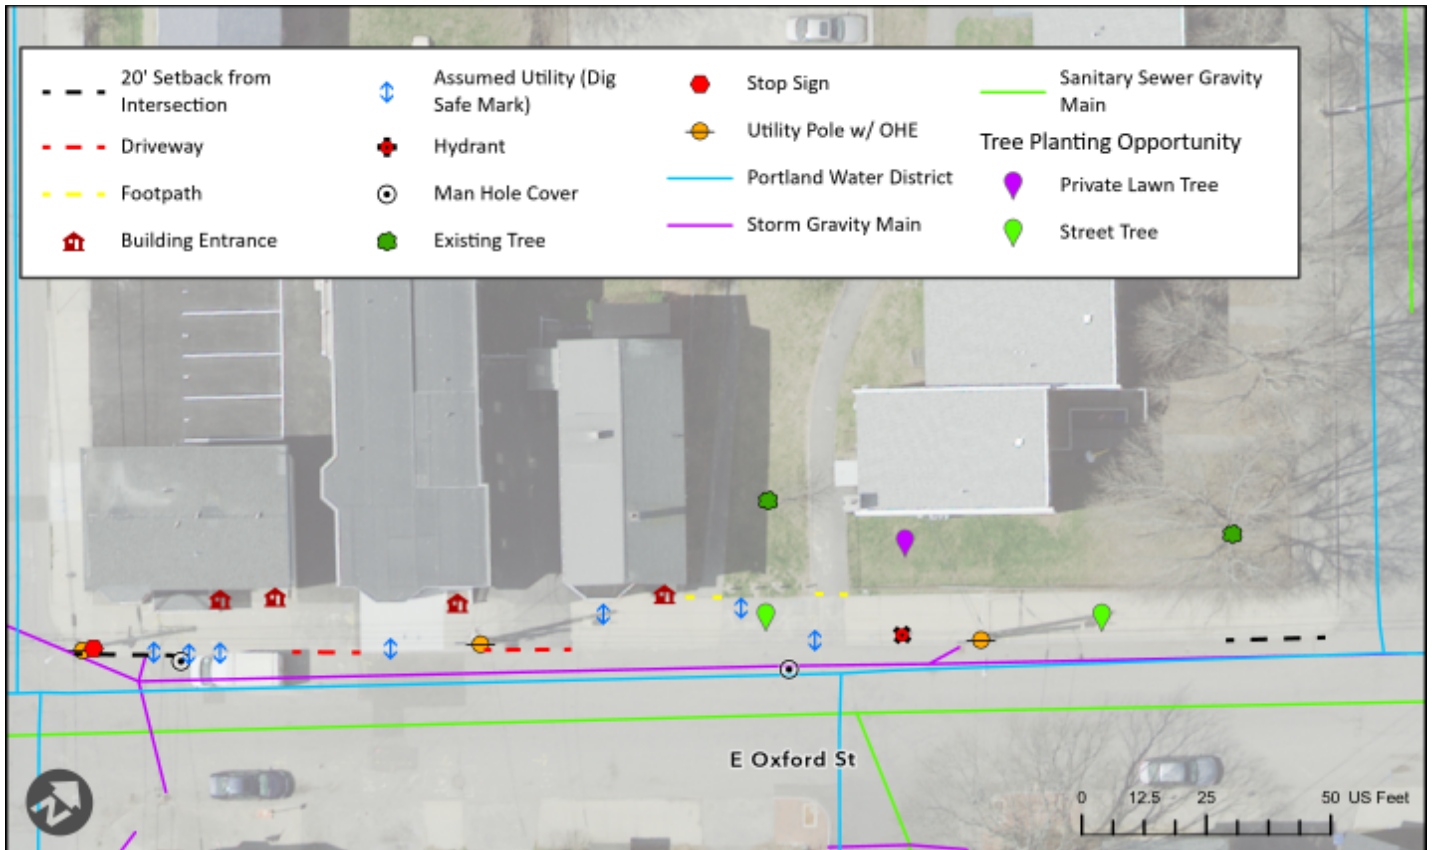 20' Setback from
Intersection
Driveway
Footpath
Building Entrance
Assumed Utility (Dig
Safe Mark)
Hydrant
Man Hole Cover
Existing Tree
Stop Sign
Utility Pole w/ OHE
Portland Water District
Storm Gravity Main
Sanitary Sewer Gravity
Main
Tree Planting Opportunity
Private Lawn Tree
Street Tree
E Oxford St
N
0 12.5 25 50 US Feet